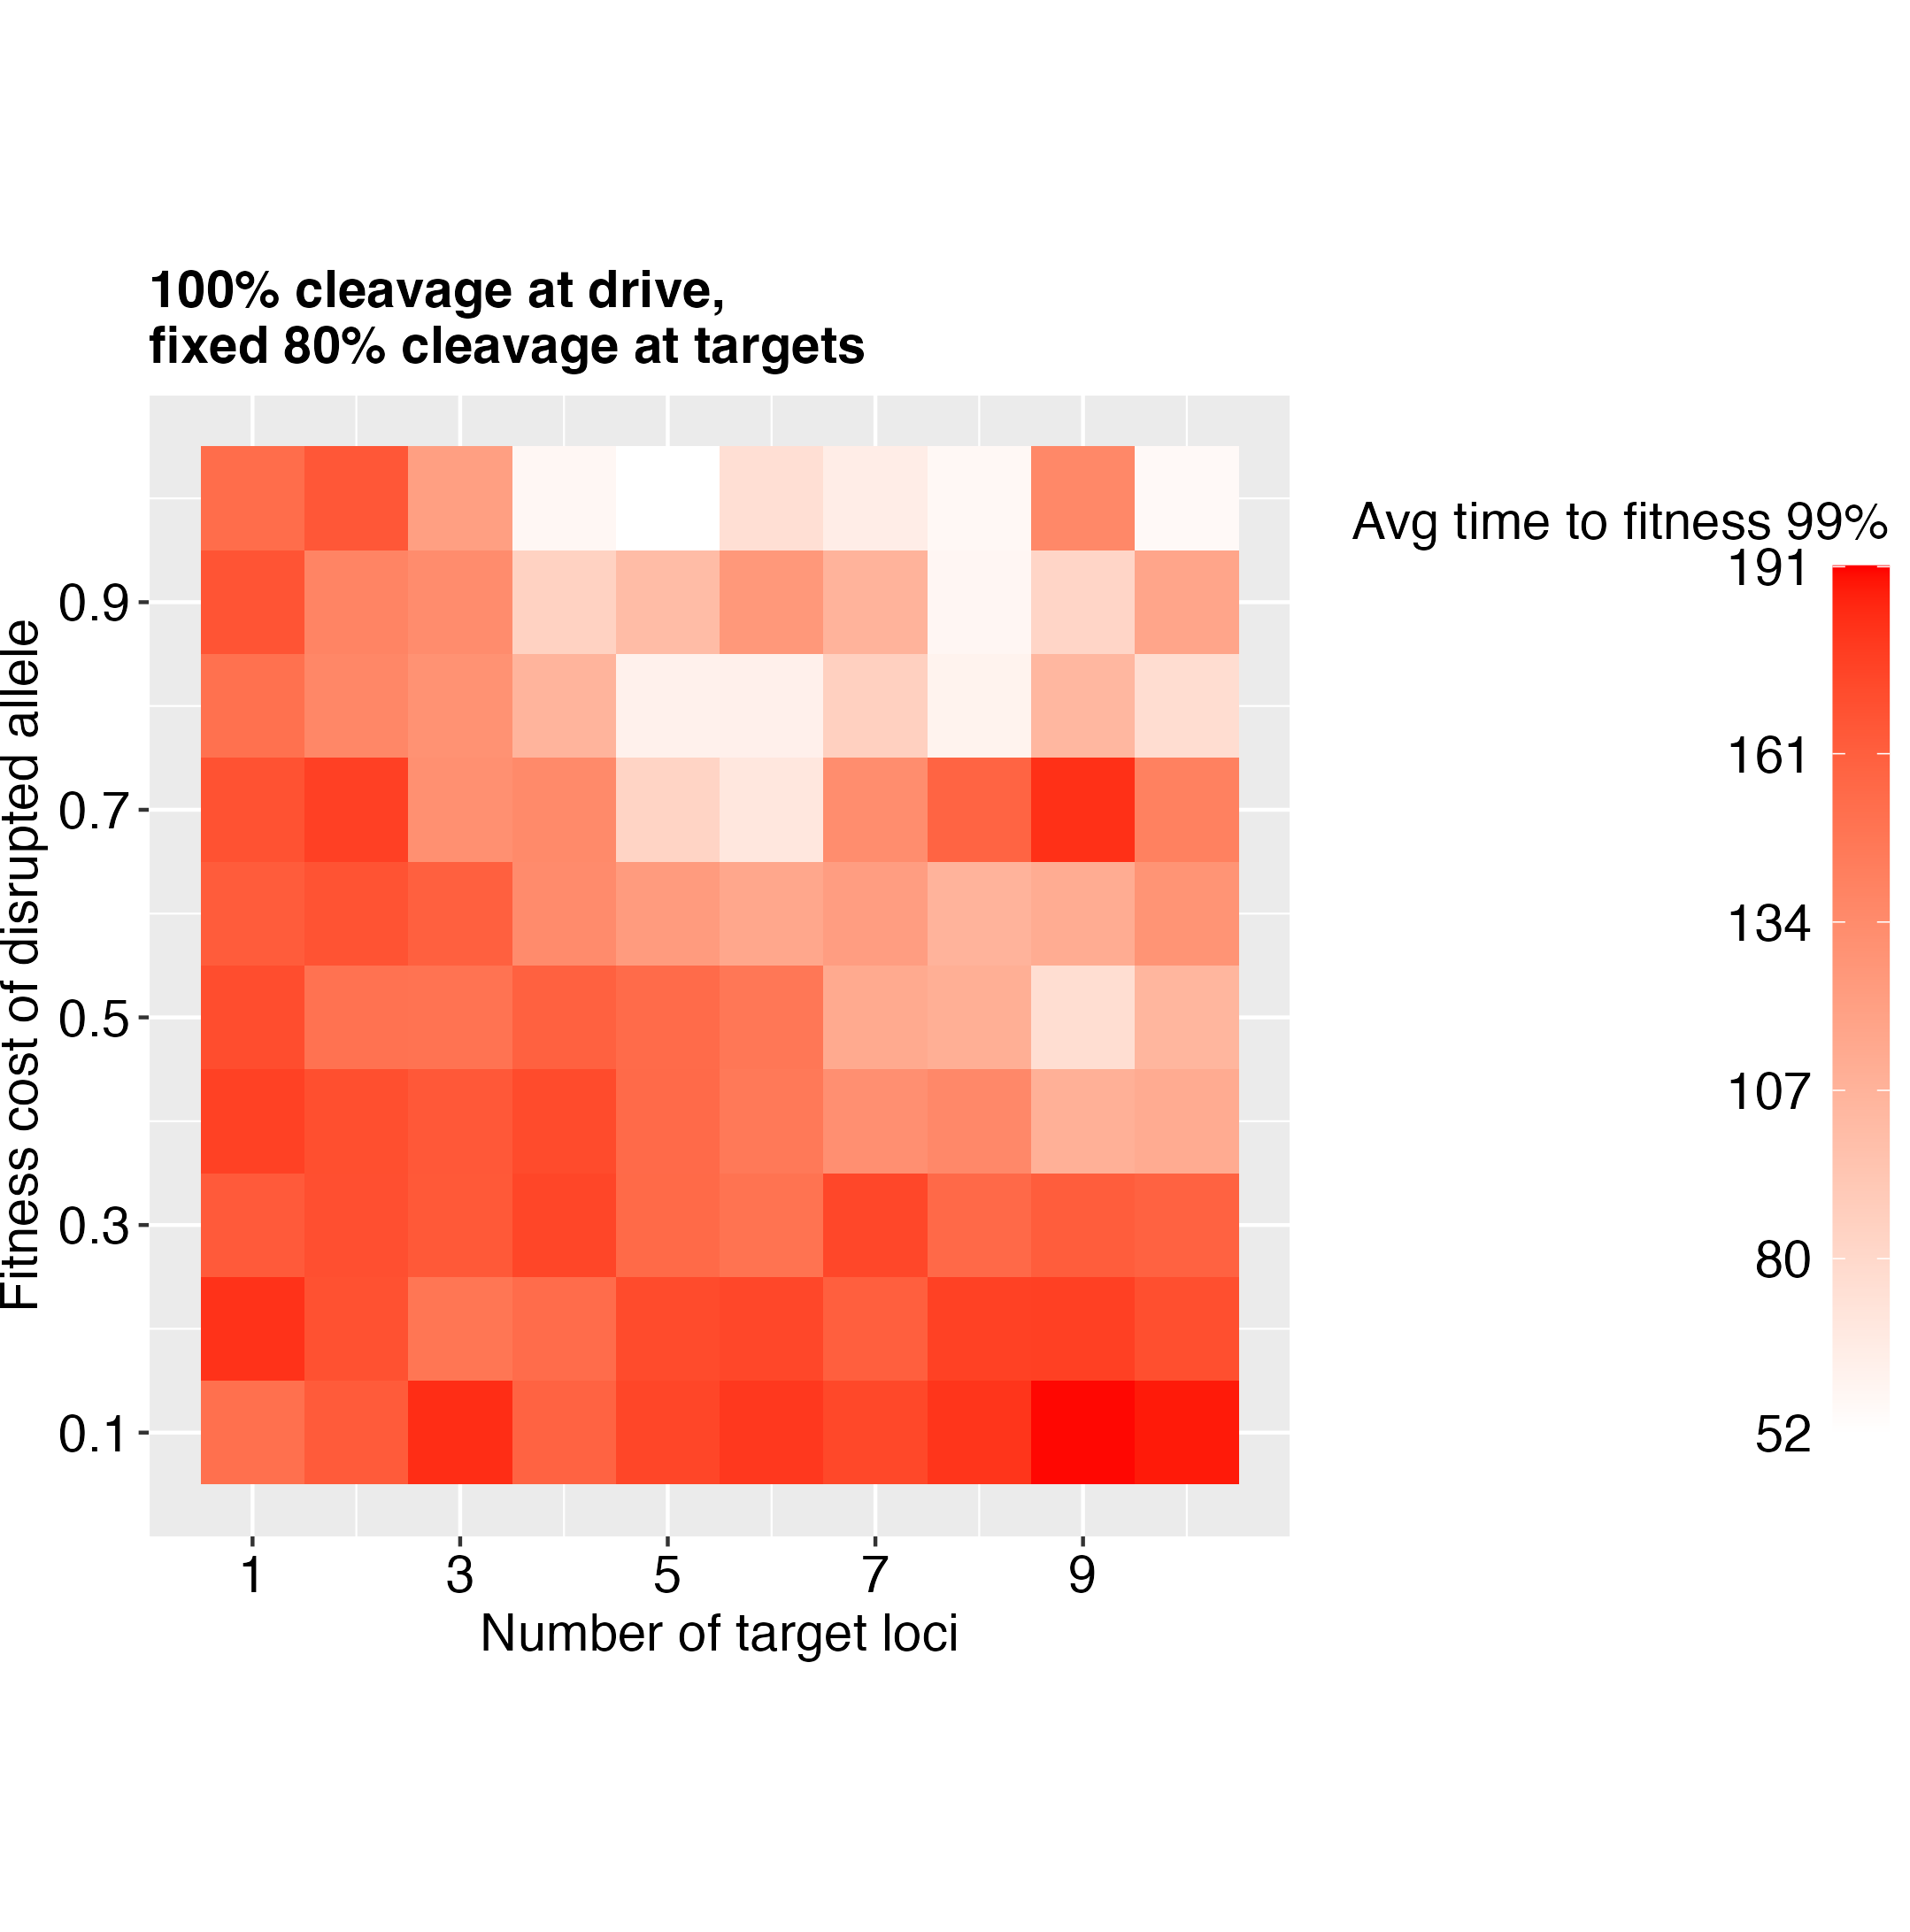 100% cleavage at drive,
fixed 80% cleavage at targets
Avg time to fitness 99%
191
161
134
107
80
52
Fitness cost of disrupted allele
0.9
0.7
0.5
0.3
0.1
1 3 5 7 9
Number of target loci